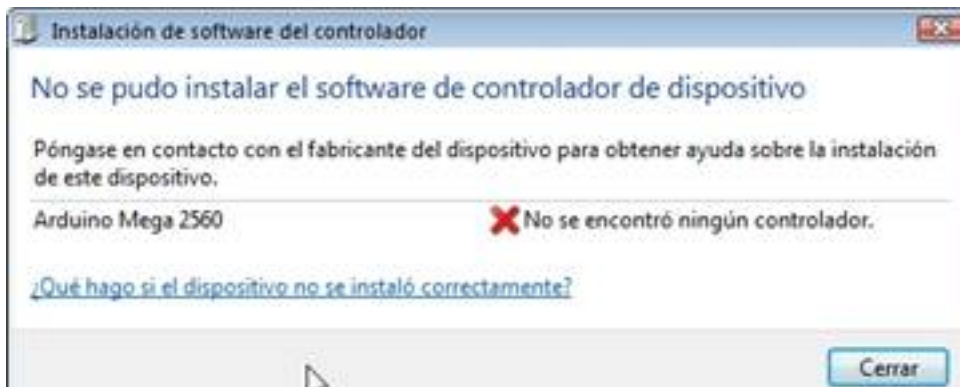 Instalación de software del controlador
No se pudo instalar el software de controlador de dispositivo
Póngase en contacto con el fabricante del dispositivo para obtener ayuda sobre la instalación
de este dispositivo.
Arduino Mega 2560 No se encontró ningún controlador.
¿Qué hago si el dispositivo no se instaló correctamente?
Cerrar